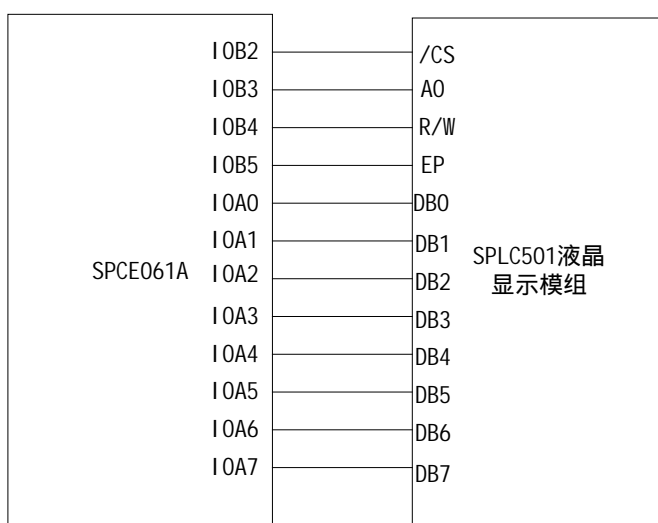 IOB2 /CS
IOB3 A0
IOB4 R/W
IOB5 EP
IOA0 DB0
IOA1 DB1
SPCE061A IOA2 DB2
SPLC501液晶
显示模组
IOA3 DB3
IOA4 DB4
IOA5 DB5
IOA6 DB6
IOA7 DB7